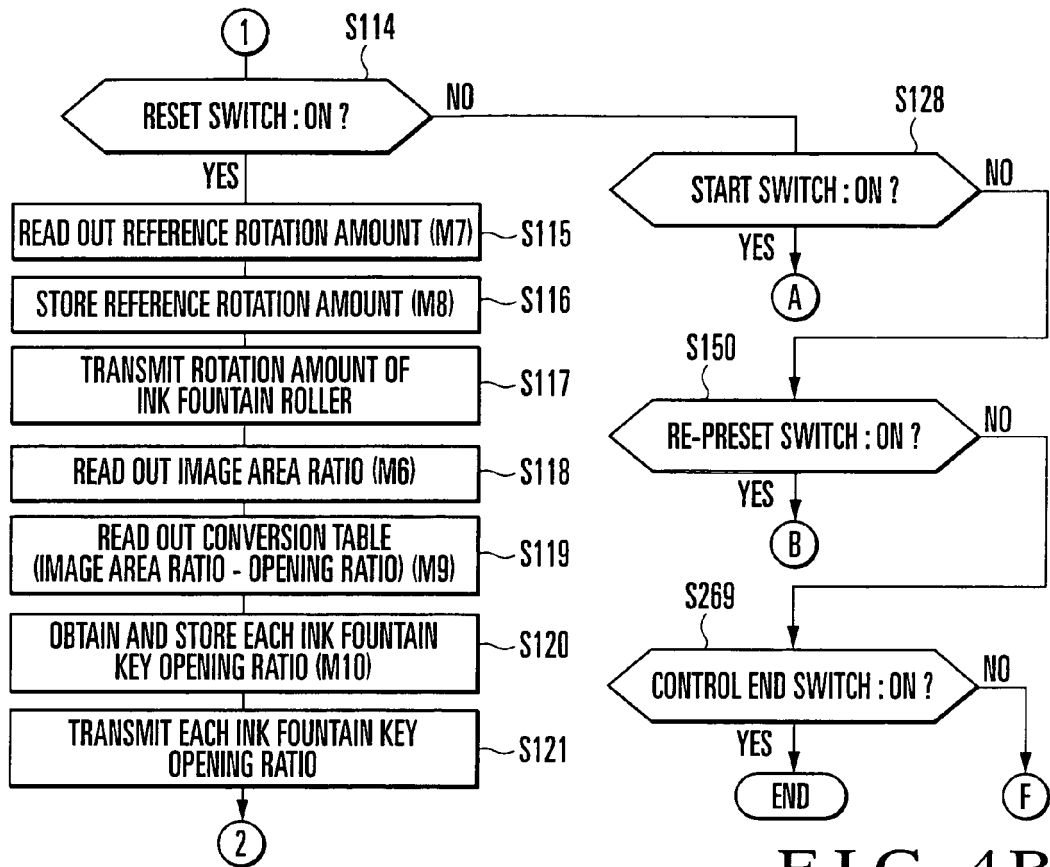 1
S114
RESET SWITCH : ON ?
NO
YES
READ OUT REFERENCE ROTATION AMOUNT (M7)
S115
STORE REFERENCE ROTATION AMOUNT (M8)
S116
TRANSMIT ROTATION AMOUNT OF
INK FOUNTAIN ROLLER
S117
READ OUT IMAGE AREA RATIO (M6)
S118
READ OUT CONVERSION TABLE
(IMAGE AREA RATIO - OPENING RATIO) (M9)
S119
OBTAIN AND STORE EACH INK FOUNTAIN
KEY OPENING RATIO (M10)
S120
TRANSMIT EACH INK FOUNTAIN KEY
OPENING RATIO
S121
2
S128
START SWITCH : ON ?
NO
YES
A
S150
RE-PRESET SWITCH : ON ?
NO
YES
B
S269
CONTROL END SWITCH : ON ?
NO
YES
END
F
FIG. 4B